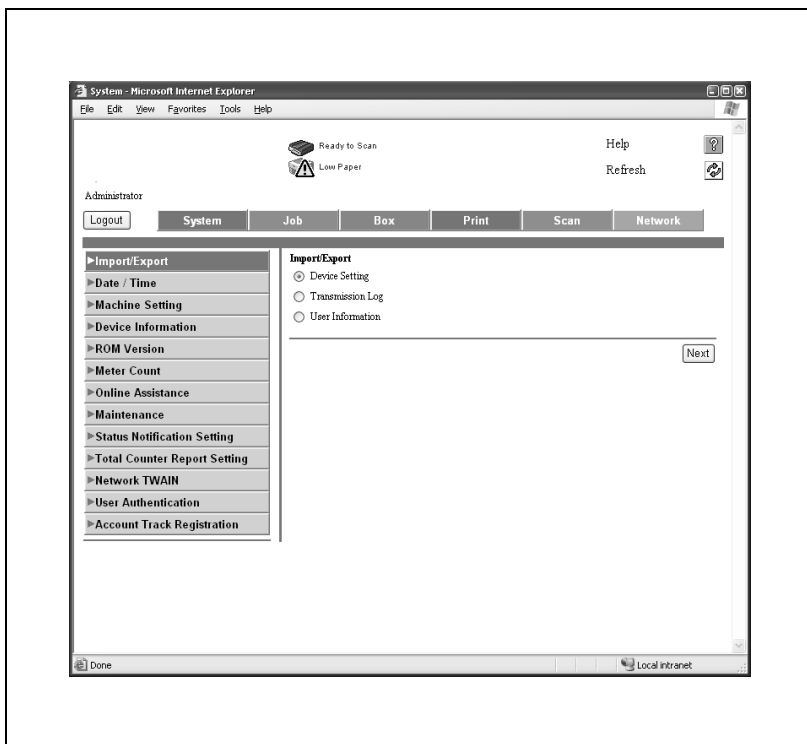 System - Microsoft Internet Explorer
File Edit View Favorites Tools Help
Ready to Scan
Help
Low Paper
Refresh
Administrator
Logout System Job Box Print Scan Network
Import/Export
Date / Time
Machine Setting
Device Information
ROM Version
Meter Count
Online Assistance
Maintenance
Status Notification Setting
Total Counter Report Setting
Network TWAIN
User Authentication
Account Track Registration
Import/Export
Device Setting
Transmission Log
User Information
Next
Done
Local intranet